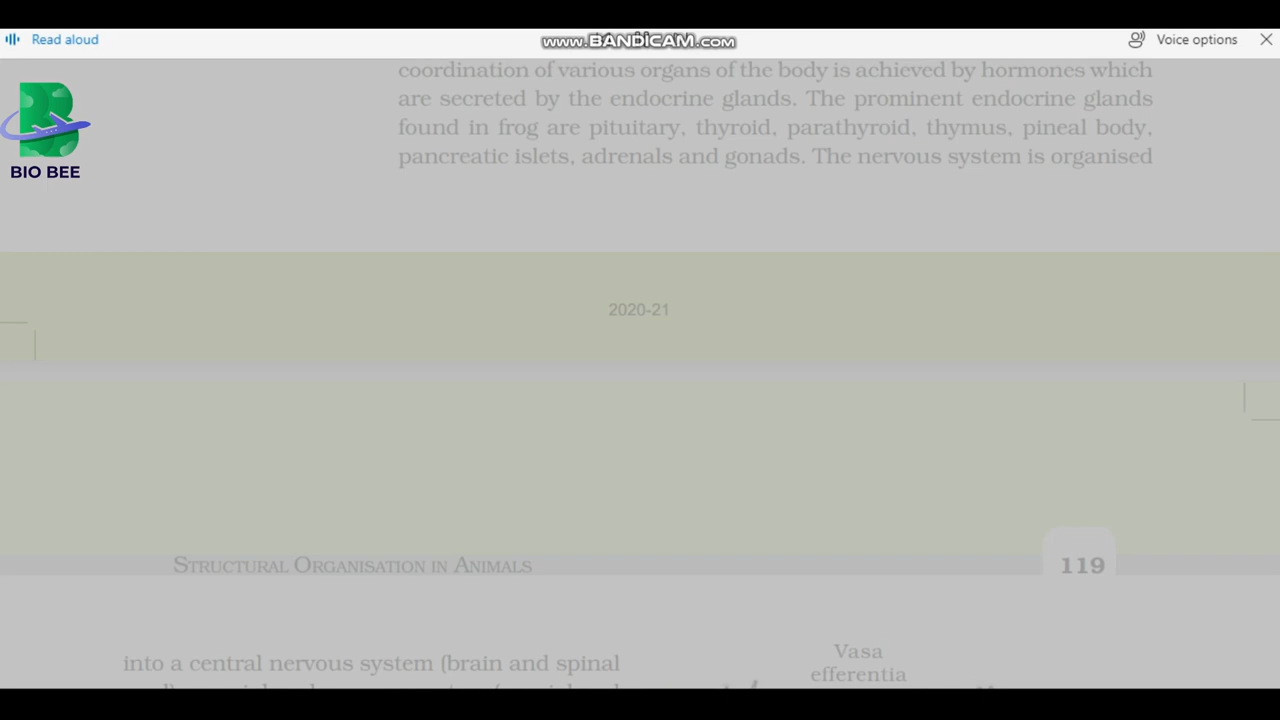 Read aloud
www.BANDICAM.com
Voice options
BIO BEE
coordination of various organs of the body is achieved by hormones which
are secreted by the endocrine glands. The prominent endocrine glands
found in frog are pituitary, thyroid, parathyroid, thymus, pineal body,
pancreatic islets, adrenals and gonads. The nervous system is organised
2020-21
STRUCTURAL ORGANISATION IN ANIMALS
119
into a central nervous system (brain and spinal
Vasa
efferentia